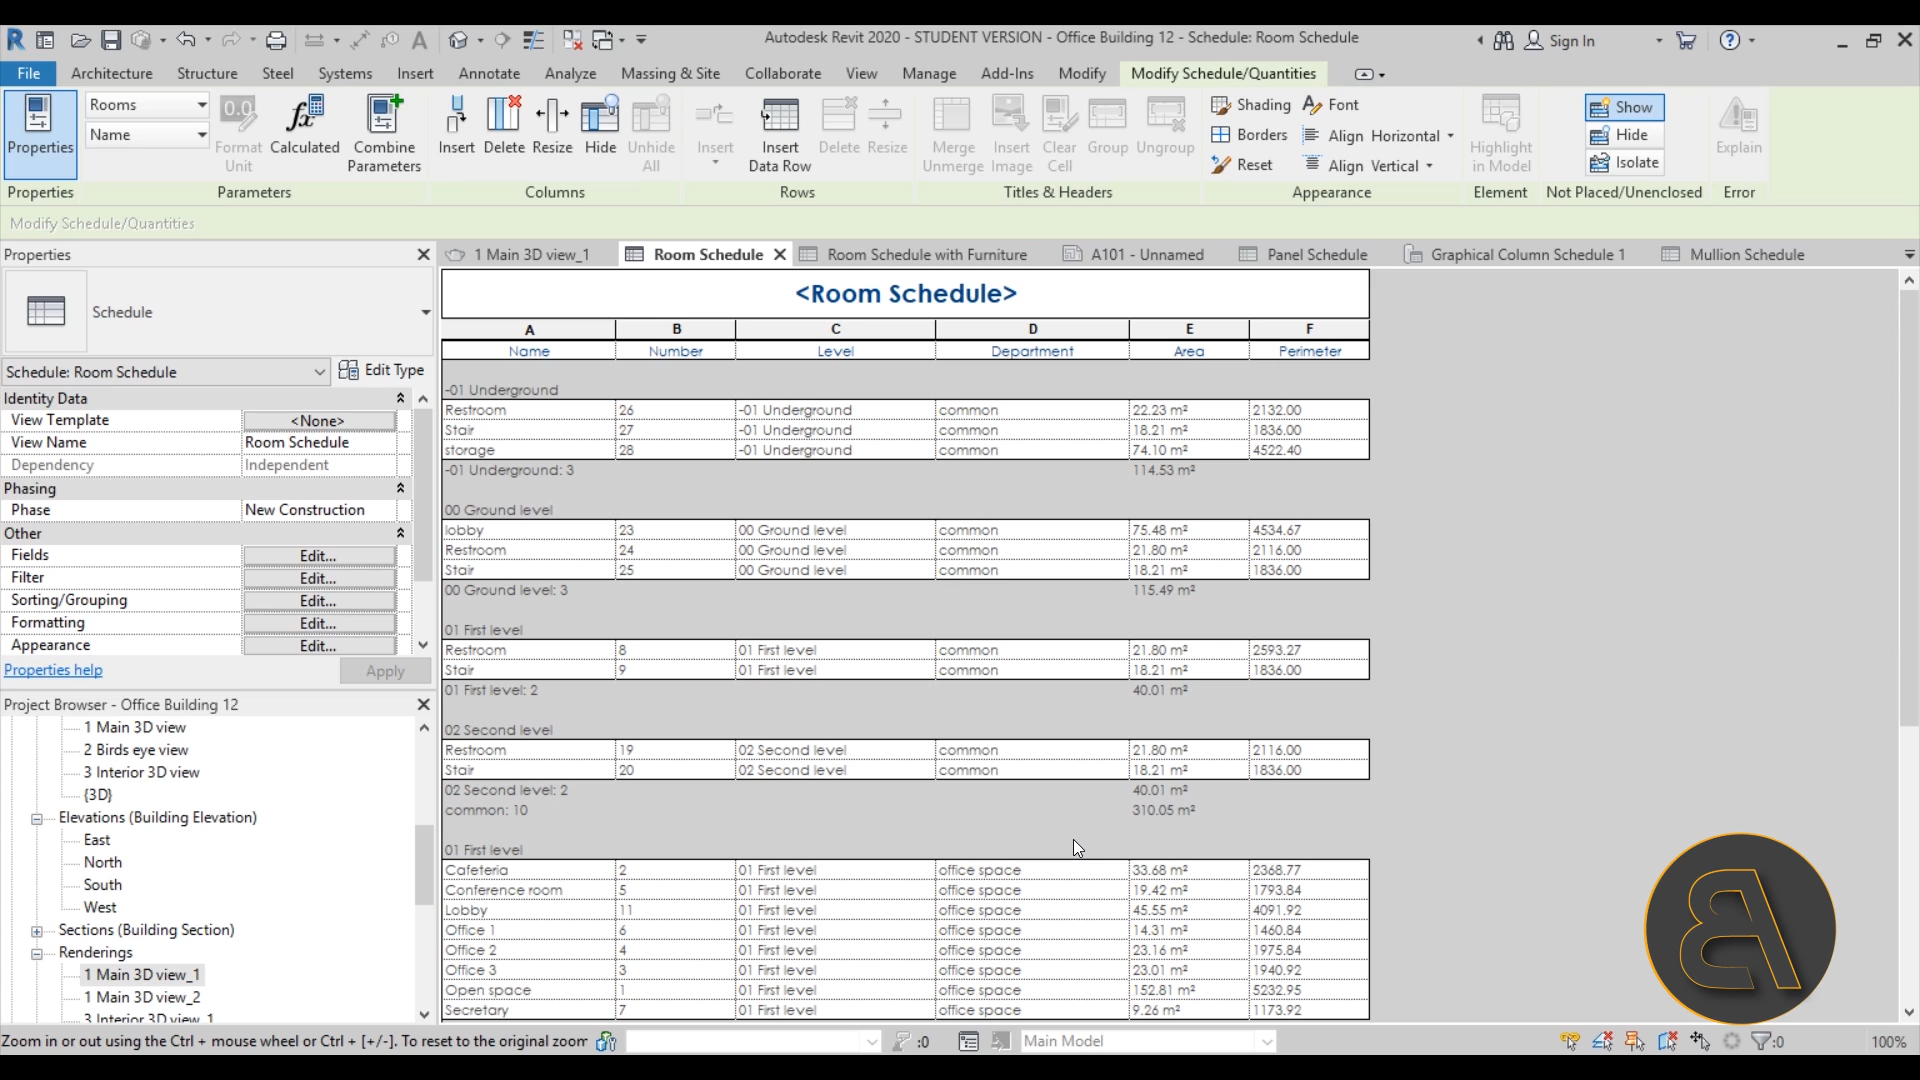 Autodesk Revit 2020 - STUDENT VERSION - Office Building 12 - Schedule: Room Schedule
Sign In
File Architecture Structure Steel Systems Insert Annotate Analyze Massing & Site Collaborate View Manage Add-Ins Modify Modify Schedule/Quantities
Properties
Rooms
Name
Format Unit
Calculated
Combine Parameters
Insert
Delete
Resize
Hide
Unhide All
Insert
Insert Data Row
Delete
Resize
Merge Unmerge
Insert Image
Clear Cell
Group
Ungroup
Shading
Font
Borders
Align Horizontal
Reset
Align Vertical
Highlight in Model
Show
Hide
Isolate
Explain
Properties Parameters Columns Rows Titles & Headers Appearance Element Not Placed/Unenclosed Error
Modify Schedule/Quantities
Properties
Schedule
Schedule: Room Schedule
Edit Type
Identity Data
View Template <None>
View Name Room Schedule
Dependency Independent
Phasing
Phase New Construction
Other
Fields Edit...
Filter Edit...
Sorting/Grouping Edit...
Formatting Edit...
Appearance Edit...
Properties help
Apply
Project Browser - Office Building 12
1 Main 3D view
2 Birds eye view
3 Interior 3D view
{3D}
Elevations (Building Elevation)
East
North
South
West
Sections (Building Section)
Renderings
1 Main 3D view_1
1 Main 3D view_2
3 Interior 3D view_1
1 Main 3D view_1 Room Schedule Room Schedule with Furniture A101 - Unnamed Panel Schedule Graphical Column Schedule 1 Mullion Schedule
<Room Schedule>
A B C D E F
Name Number Level Department Area Perimeter
-01 Underground
Restroom 26 -01 Underground common 22.23 m² 2132.00
Stair 27 -01 Underground common 18.21 m² 1836.00
storage 28 -01 Underground common 74.10 m² 4522.40
-01 Underground: 3 114.53 m²
00 Ground level
lobby 23 00 Ground level common 75.48 m² 4534.67
Restroom 24 00 Ground level common 21.80 m² 2116.00
Stair 25 00 Ground level common 18.21 m² 1836.00
00 Ground level: 3 115.49 m²
01 First level
Restroom 8 01 First level common 21.80 m² 2593.27
Stair 9 01 First level common 18.21 m² 1836.00
01 First level: 2 40.01 m²
02 Second level
Restroom 19 02 Second level common 21.80 m² 2116.00
Stair 20 02 Second level common 18.21 m² 1836.00
02 Second level: 2 40.01 m²
common: 10 310.05 m²
01 First level
Cafeteria 2 01 First level office space 33.68 m² 2368.77
Conference room 5 01 First level office space 19.42 m² 1793.84
Lobby 11 01 First level office space 45.55 m² 4091.92
Office 1 6 01 First level office space 14.31 m² 1460.84
Office 2 4 01 First level office space 23.16 m² 1975.84
Office 3 3 01 First level office space 23.01 m² 1940.92
Open space 1 01 First level office space 152.81 m² 5232.95
Secretary 7 01 First level office space 9.26 m² 1173.92
Zoom in or out using the Ctrl + mouse wheel or Ctrl + [+/-]. To reset to the original zoom
:0
Main Model
:0
100%